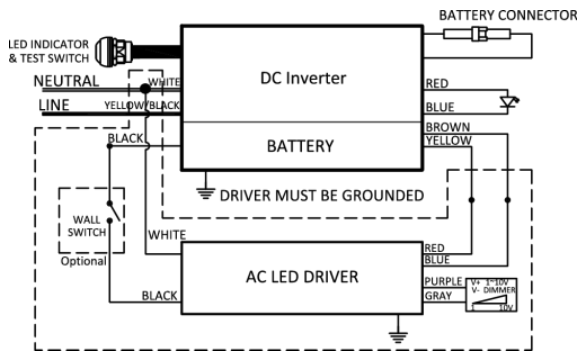 BATTERY CONNECTOR
LED INDICATOR
& TEST SWITCH
NEUTRAL
WHITE
LINE
YELLOW/BLACK
DC Inverter
RED
BLUE
BROWN
YELLOW
BLACK
BATTERY
DRIVER MUST BE GROUNDED
WALL
SWITCH
Optional
WHITE
BLACK
AC LED DRIVER
RED
BLUE
PURPLE
GRAY
V+ 1~10V
V- DIMMER
1 10V